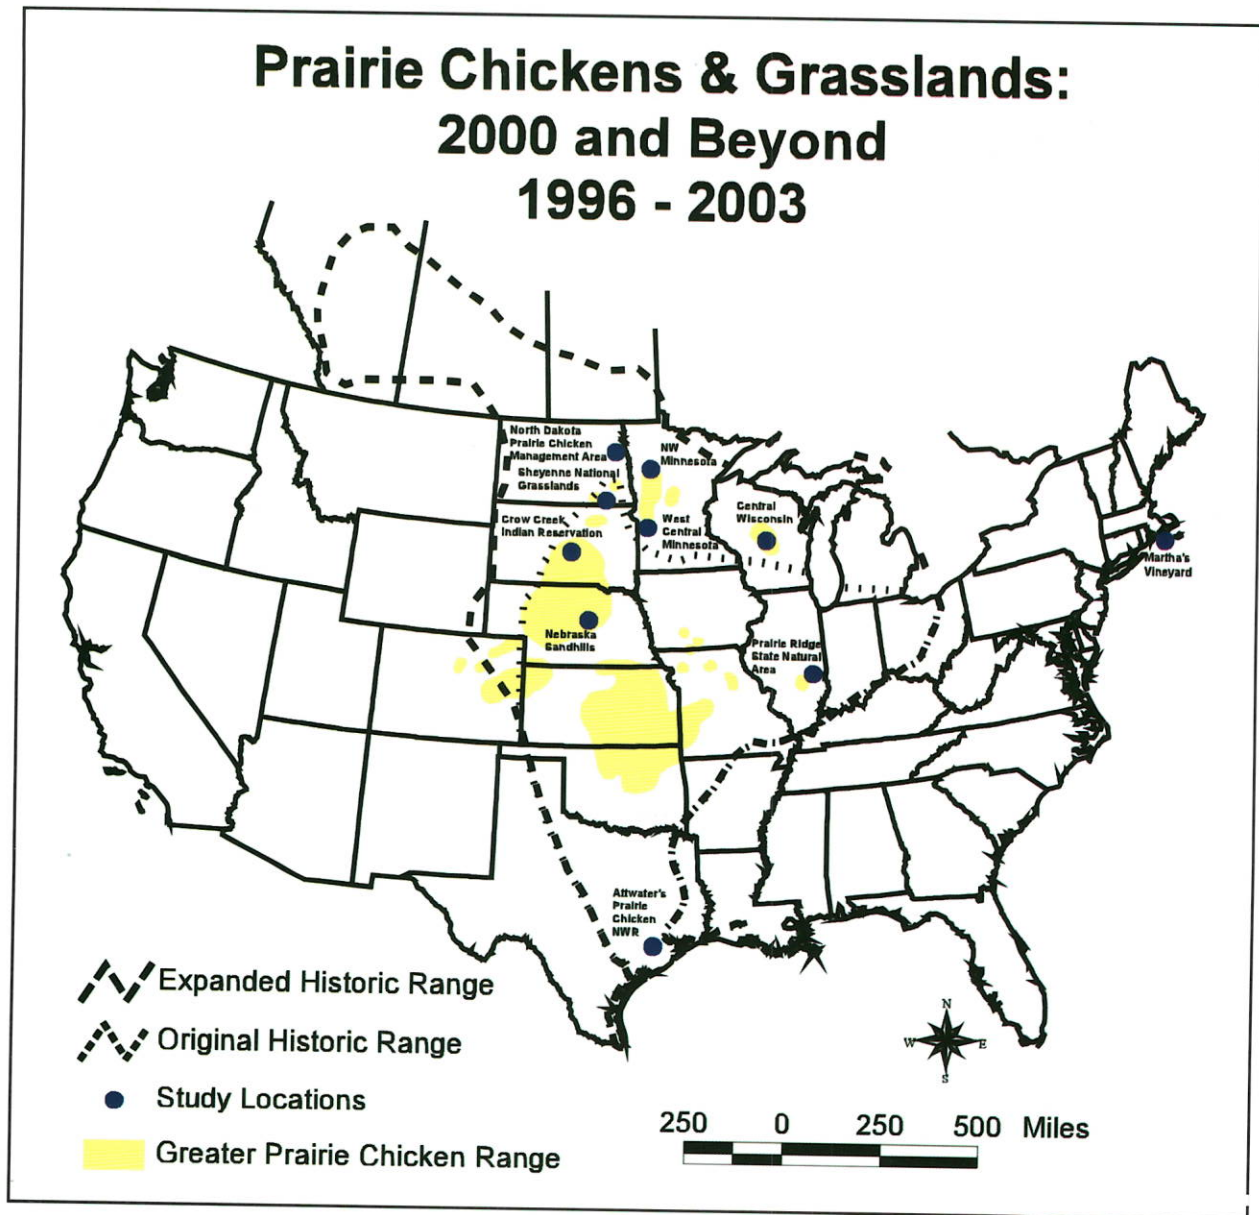 Prairie Chickens & Grasslands:
2000 and Beyond
1996 - 2003
North Dakota
Prairie Chicken
Management Area
Sheyenne National
Grasslands
NW
Minnesota
Crow Creek
Indian Reservation
West
Central
Minnesota
Central
Wisconsin
Martha's
Vineyard
Nebraska
Sandhills
Prairie Ridge
State Natural
Area
Attwater's
Prairie
Chicken
NWR
Expanded Historic Range
Original Historic Range
Study Locations
Greater Prairie Chicken Range
N
W E
S
250 0 250 500 Miles